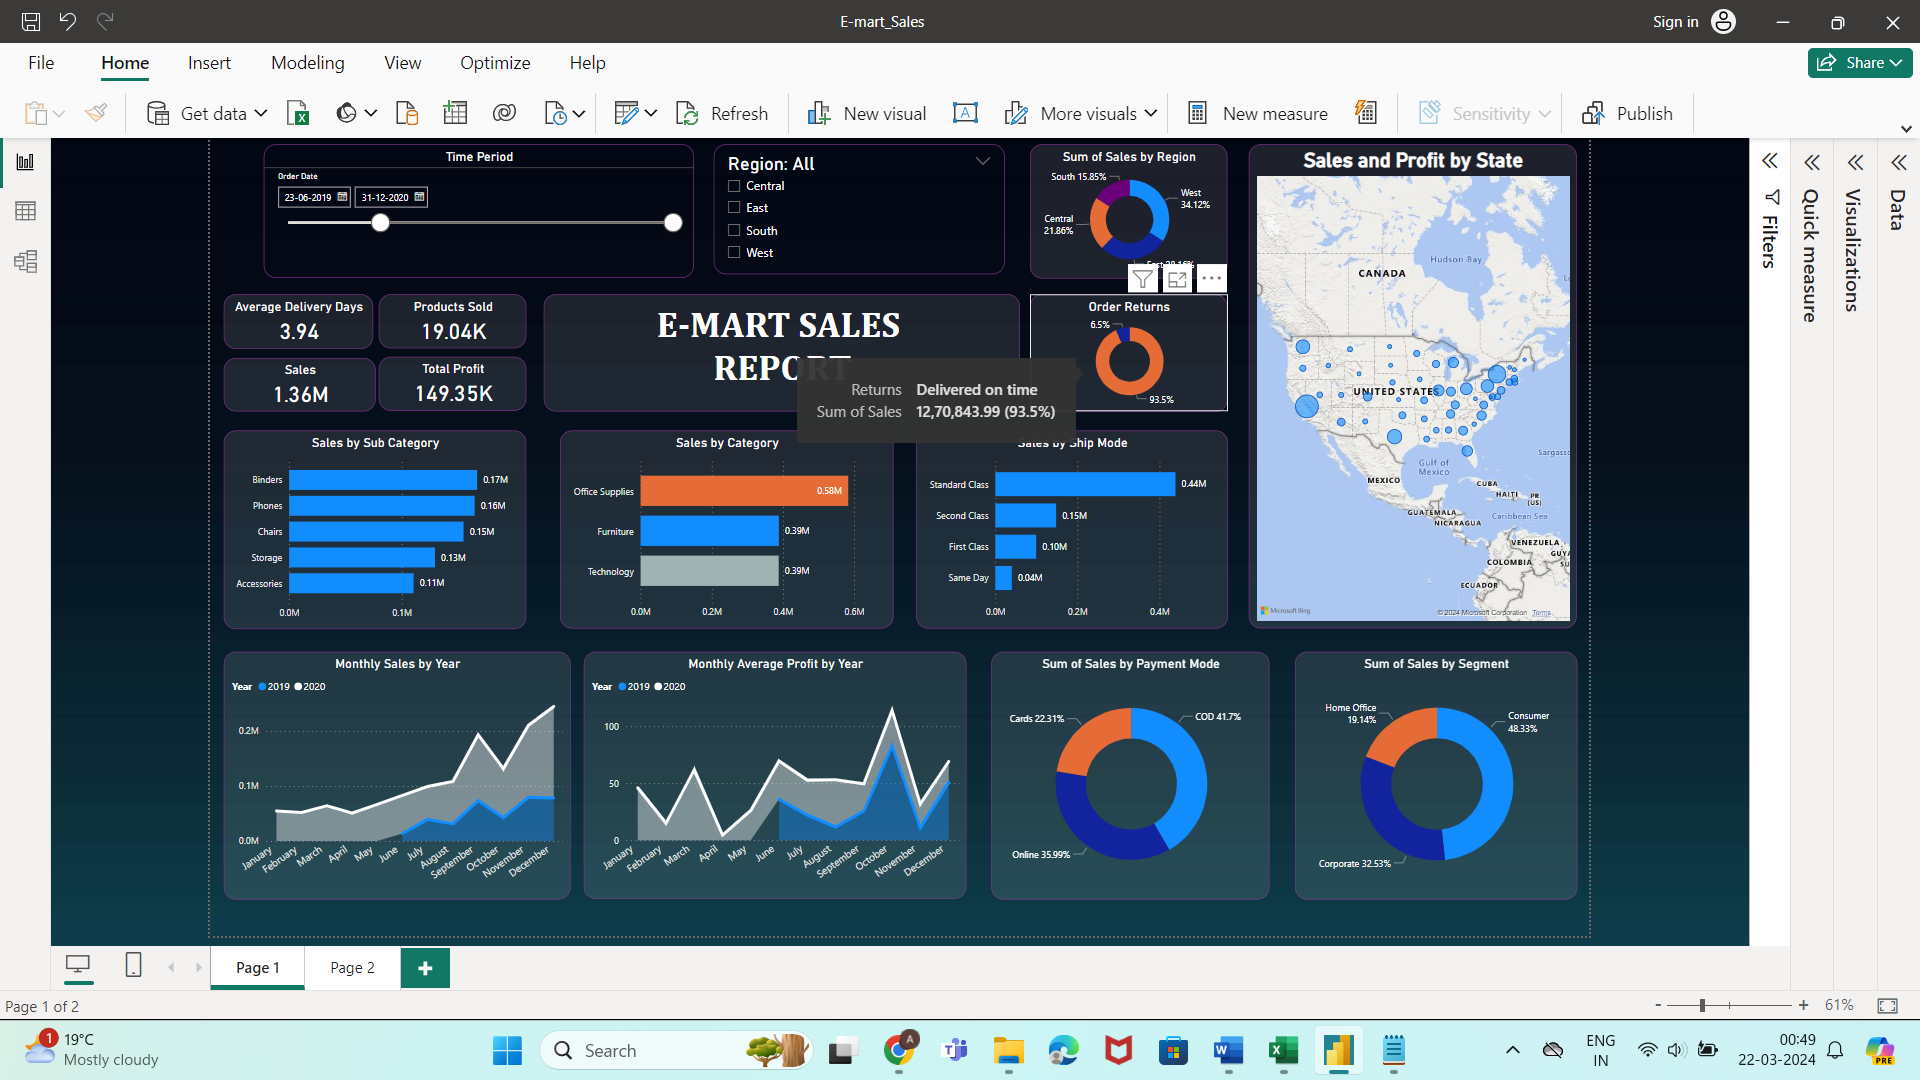 E-mart_Sales
Sign in
File Home Insert Modeling View Optimize Help
Share
Get data
Refresh
New visual
More visuals
New measure
Sensitivity
Publish
Time Period
Order Date
23-06-2019
31-12-2020
Region: All
Central
East
South
West
Sum of Sales by Region
South 15.85%
West
34.12%
Central
21.86%
Sales and Profit by State
CANADA
Hudson Bay
UNITED STATES
Gulf of
Mexico
MEXICO
CUBA
HAITI
PR
(US)
GUATEMALA
NICARAGUA
Caribbean Sea
VENEZUELA
COLOMBIA
ECUADOR
Microsoft Bing
© 2024 Microsoft Corporation Terms
Filters
Quick measure
Visualizations
Data
Average Delivery Days
3.94
Products Sold
19.04K
Sales
1.36M
Total Profit
149.35K
E-MART SALES
REPORT
Order Returns
6.5%
93.5%
Returns Delivered on time
Sum of Sales 12,70,843.99 (93.5%)
Sales by Sub Category
Binders 0.17M
Phones 0.16M
Chairs 0.15M
Storage 0.13M
Accessories 0.11M
0.0M 0.1M
Sales by Category
Office Supplies 0.58M
Furniture 0.39M
Technology 0.39M
0.0M 0.2M 0.4M 0.6M
Sales by Ship Mode
Standard Class 0.44M
Second Class 0.15M
First Class 0.10M
Same Day 0.04M
0.0M 0.2M 0.4M
Monthly Sales by Year
Year 2019 2020
0.2M
0.1M
0.0M
January February March April May June July August September October November December
Monthly Average Profit by Year
Year 2019 2020
100
50
0
January February March April May June July August September October November December
Sum of Sales by Payment Mode
Cards 22.31%
COD 41.7%
Online 35.99%
Sum of Sales by Segment
Home Office
19.14%
Consumer
48.33%
Corporate 32.53%
Page 1
Page 2
Page 1 of 2
- + 61%
1
19°C
Mostly cloudy
Search
A
ENG
IN
00:49
22-03-2024
PRE